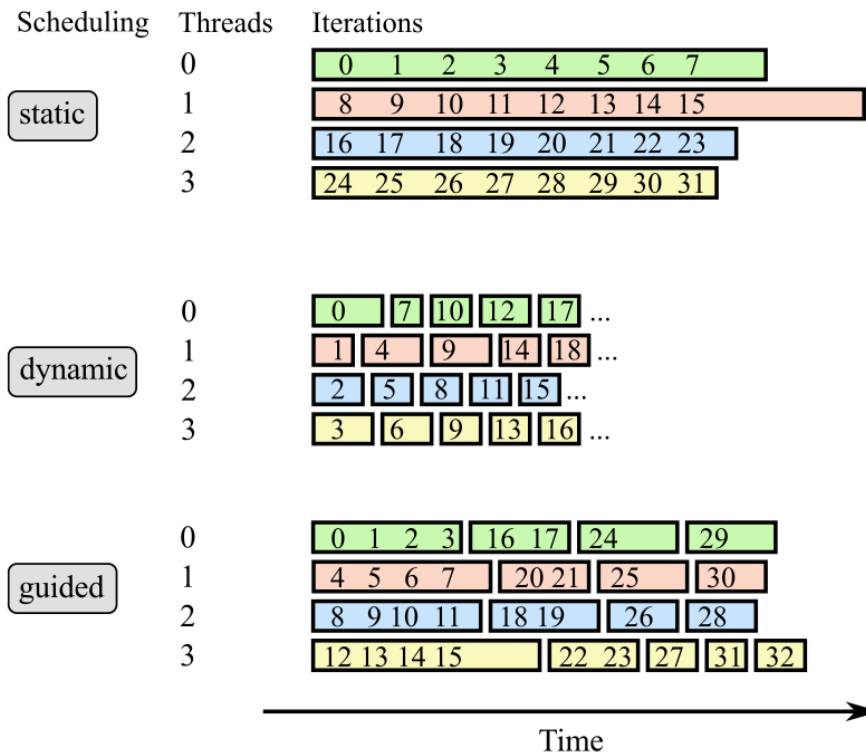 Scheduling Threads Iterations
0 0 1 2 3 4 5 6 7
static
1 8 9 10 11 12 13 14 15
2 16 17 18 19 20 21 22 23
3 24 25 26 27 28 29 30 31
0 0 7 10 12 17 ...
dynamic
1 1 4 9 14 18 ...
2 2 5 8 11 15 ...
3 3 6 9 13 16 ...
0 0 1 2 3 16 17 24 29
guided
1 4 5 6 7 20 21 25 30
2 8 9 10 11 18 19 26 28
3 12 13 14 15 22 23 27 31 32
Time